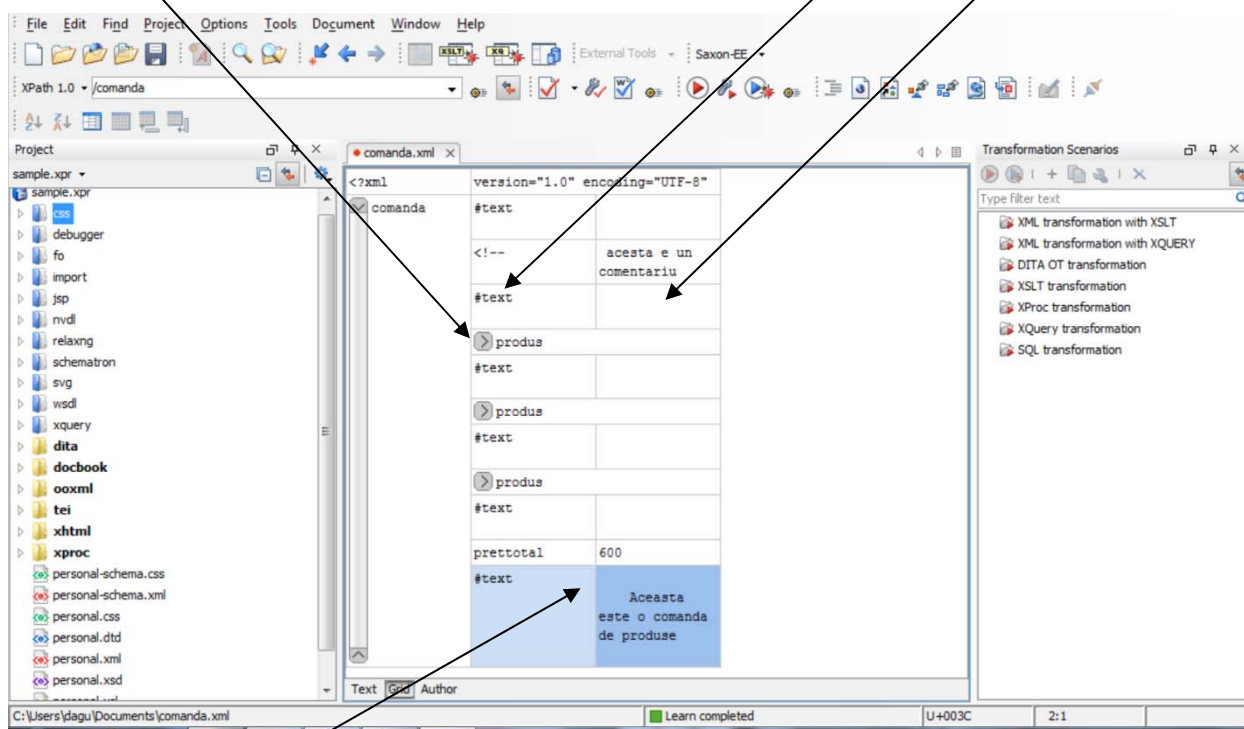 File Edit Find Project Options Tools Document Window Help
XSLT XQ External Tools Saxon-EE
XPath 1.0 /comanda
Project
sample.xpr
sample.xpr
css
debugger
fo
import
jsp
nvdl
relaxng
schematron
svg
wsdl
xquery
dita
docbook
ooxml
tei
xhtml
xproc
personal-schema.css
personal-schema.xml
personal.css
personal.dtd
personal.xml
personal.xsd
comanda.xml
<?xml version="1.0" encoding="UTF-8"
comanda #text
<!-- acesta e un
comentariu
#text
produs
#text
produs
#text
produs
#text
prettotal 600
#text
Aceasta
este o comanda
de produse
Text Grid Author
Transformation Scenarios
Type filter text
XML transformation with XSLT
XML transformation with XQUERY
DITA OT transformation
XSLT transformation
XProc transformation
XQuery transformation
SQL transformation
C:\Users\dagu\Documents\comanda.xml Learn completed U+003C 2:1